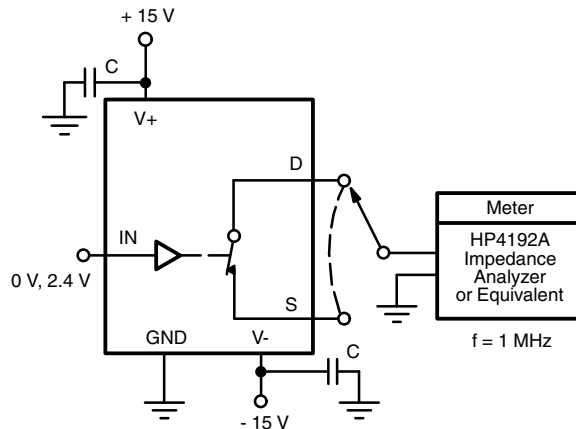 + 15 V
C
V+
D
Meter
IN
HP4192A
Impedance
Analyzer
or Equivalent
0 V, 2.4 V
S
GND
V-
C
f = 1 MHz
- 15 V